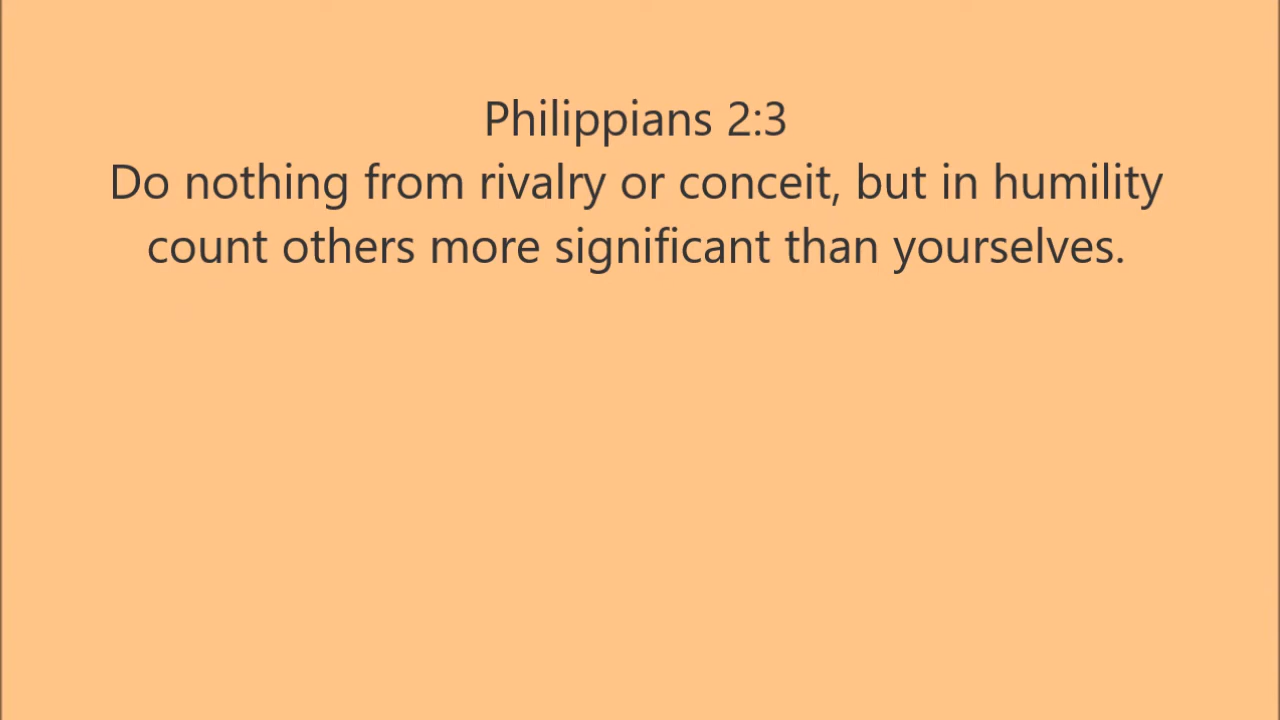 Philippians 2:3
Do nothing from rivalry or conceit, but in humility
count others more significant than yourselves.